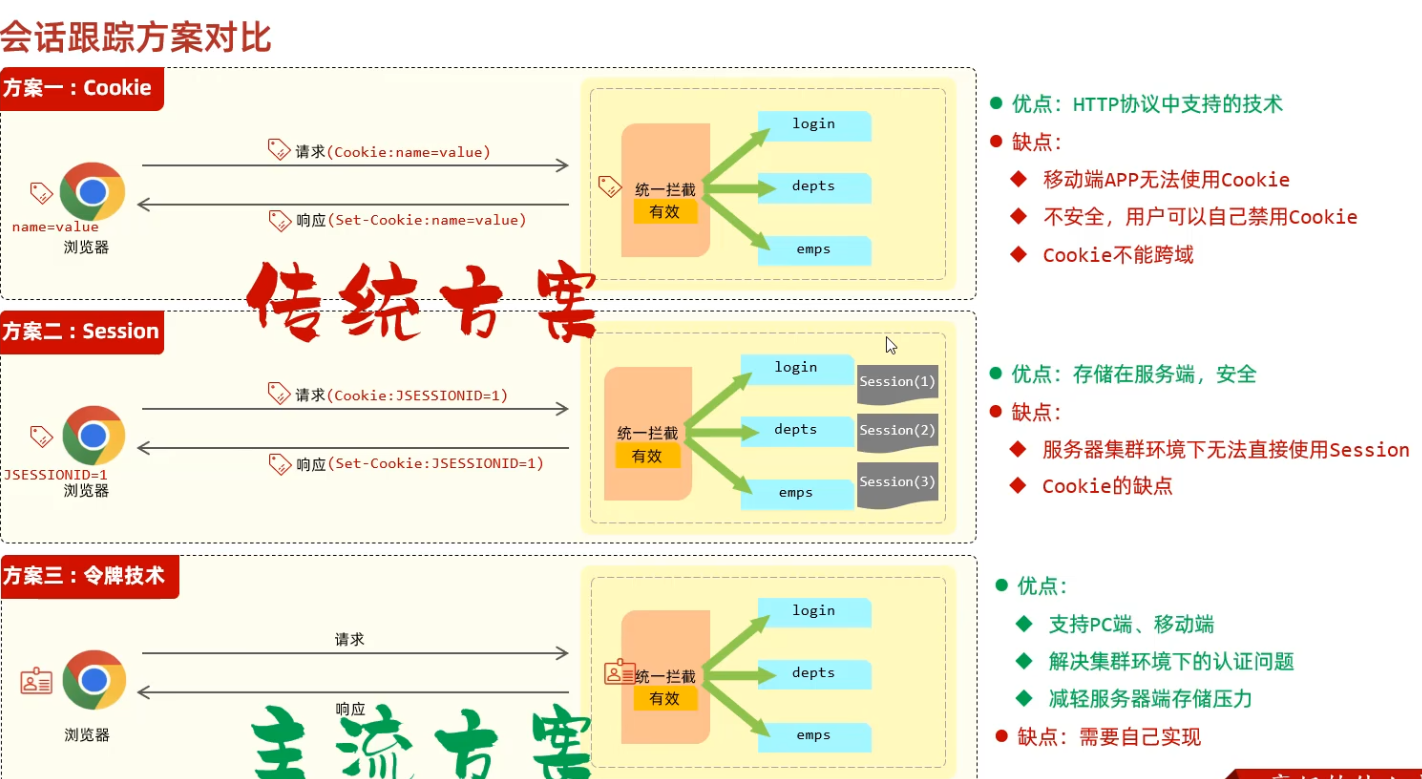 会话跟踪方案对比
方案一：Cookie
请求(Cookie:name=value)
响应(Set-Cookie:name=value)
name=value
浏览器
统一拦截
有效
login
depts
emps
优点：HTTP协议中支持的技术
缺点：
移动端APP无法使用Cookie
不安全，用户可以自己禁用Cookie
Cookie不能跨域
传统方案
方案二：Session
请求(Cookie:JSESSIONID=1)
响应(Set-Cookie:JSESSIONID=1)
JSESSIONID=1
浏览器
统一拦截
有效
login
depts
emps
Session(1)
Session(2)
Session(3)
优点：存储在服务端，安全
缺点：
服务器集群环境下无法直接使用Session
Cookie的缺点
方案三：令牌技术
请求
响应
浏览器
统一拦截
有效
login
depts
emps
优点：
支持PC端、移动端
解决集群环境下的认证问题
减轻服务器端存储压力
缺点：需要自己实现
主流方案